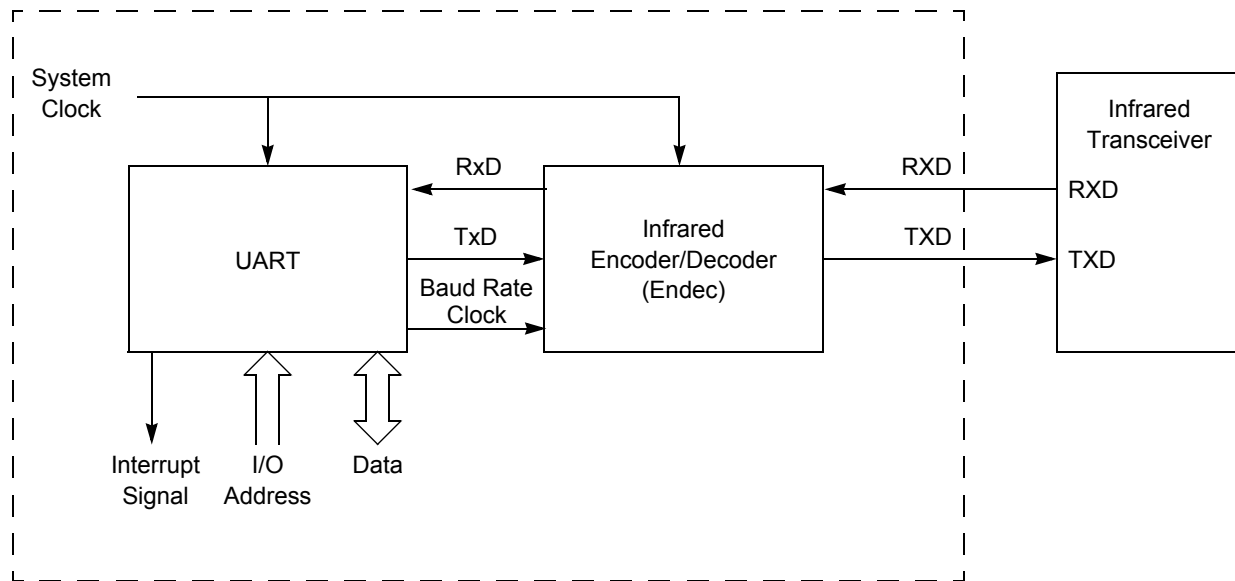 System
Clock
Infrared
Transceiver
RxD
RXD
RXD
UART
TxD
Infrared
Encoder/Decoder
(Endec)
TXD
TXD
Baud Rate
Clock
Interrupt
Signal
I/O
Address
Data